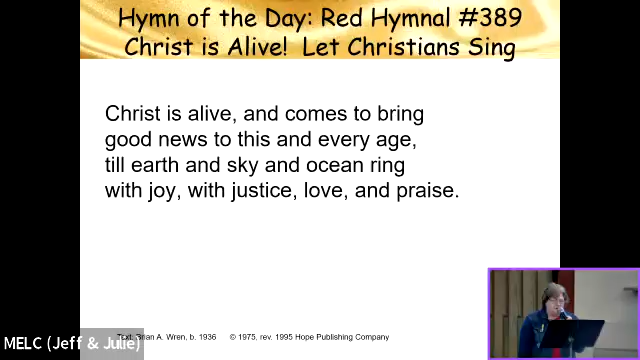 Hymn of the Day: Red Hymnal #389
Christ is Alive!  Let Christians Sing
Christ is alive, and comes to bring
good news to this and every age,
till earth and sky and ocean ring
with joy, with justice, love, and praise.
Text: Brian A. Wren, b. 1936 © 1975, rev. 1995 Hope Publishing Company
MELC (Jeff & Julie)